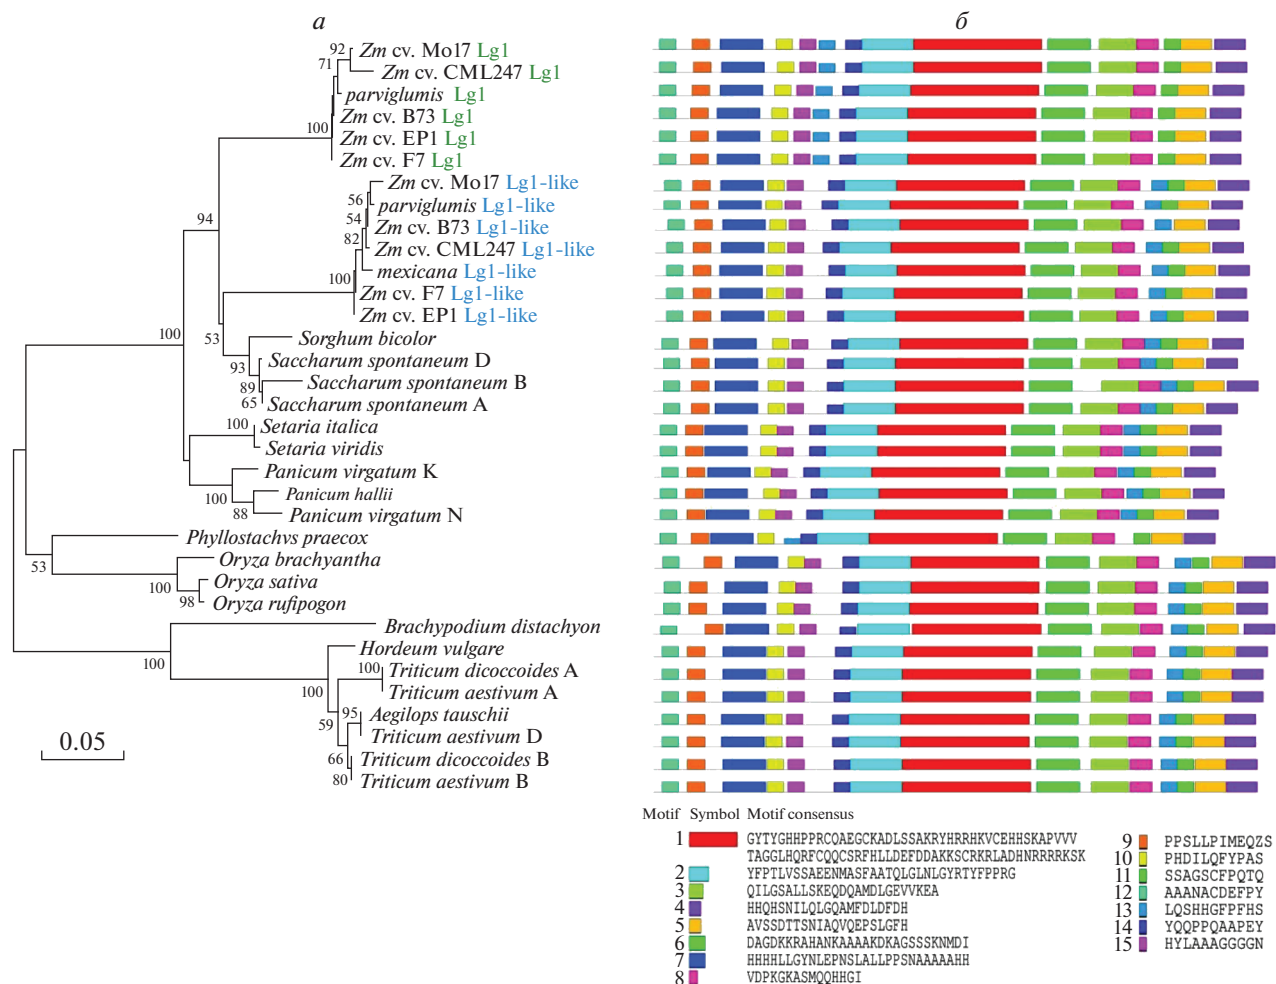 а
б
92
Zm cv. Mo17 Lg1
71
Zm cv. CML247 Lg1
parviglumis Lg1
Zm cv. B73 Lg1
100
Zm cv. EP1 Lg1
Zm cv. F7 Lg1
Zm cv. Mo17 Lg1-like
56
parviglumis Lg1-like
94
54
Zm cv. B73 Lg1-like
82
Zm cv. CML247 Lg1-like
mexicana Lg1-like
100
Zm cv. F7 Lg1-like
Zm cv. EP1 Lg1-like
100
53
Sorghum bicolor
93
Saccharum spontaneum D
89
Saccharum spontaneum B
65
Saccharum spontaneum A
100
Setaria italica
Setaria viridis
Panicum virgatum K
100
Panicum hallii
88
Panicum virgatum N
Phyllostachvs praecox
53
Oryza brachyantha
100
Oryza sativa
98
Oryza rufipogon
Brachypodium distachyon
100
Hordeum vulgare
100
Triticum dicoccoides A
100
Triticum aestivum A
95
Aegilops tauschii
59
Triticum aestivum D
66
Triticum dicoccoides B
80
Triticum aestivum B
0.05
Motif Symbol Motif consensus
1 GYTYGHHPPRCQAEGCKADLSSAKRYHRRHKVCEHHSKAPVVV
TAGGLHQRFCQQCSRFHLLDEFDDAKKSCRKRLADHNRRRRKSK
2 YFPTLVSSAEENMASFAATQLGLNLGYRTYFPPRG
3 QILGSALLSKEQDQAMDLGEVVKEA
4 HHQHSNILQLGQAMFDLDFDH
5 AVSSDTTSNIAQVQEPSLGFH
6 DAGDKKRAHANKAAAAKDKAGSSSKNMDI
7 HHHHLLGYNLEPNSLALLPPSNAAAAAHH
8 VDPKGKASMQQHHGI
9 PPSLLPIMEQZS
10 PHDILQFYPAS
11 SSAGSCFPQTQ
12 AAANACDEFPY
13 LQSHHGFPFHS
14 YQQPPQAAPEY
15 HYLAAAGGGGN